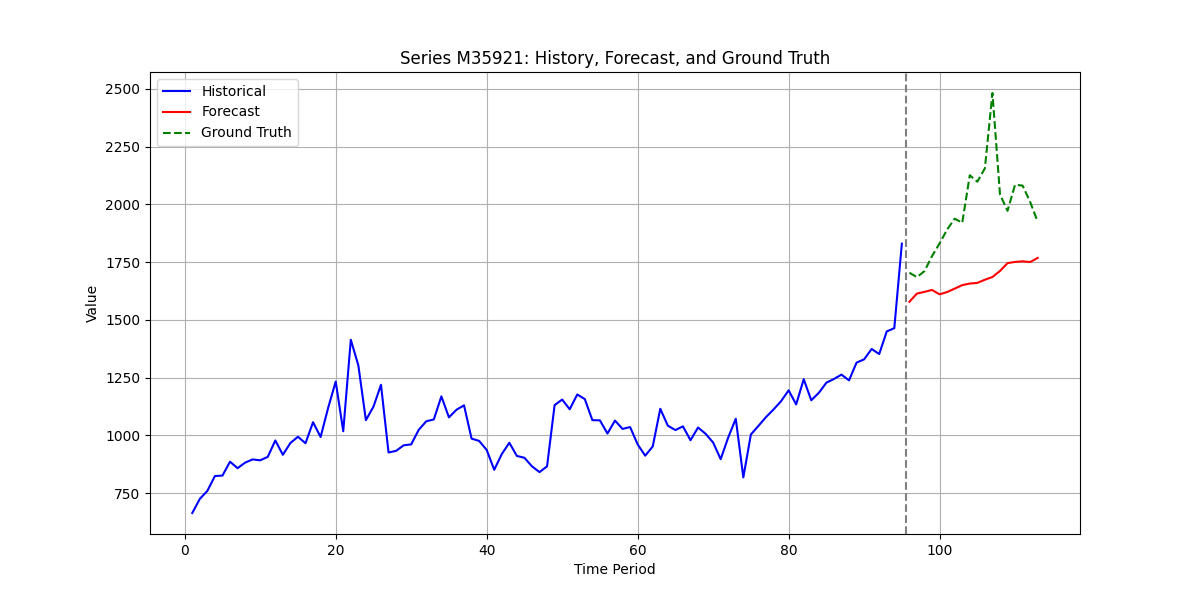 Series M35921: History, Forecast, and Ground Truth
Historical
Forecast
Ground Truth
2500
2250
2000
1750
1500
1250
1000
750
Value
0 20 40 60 80 100
Time Period